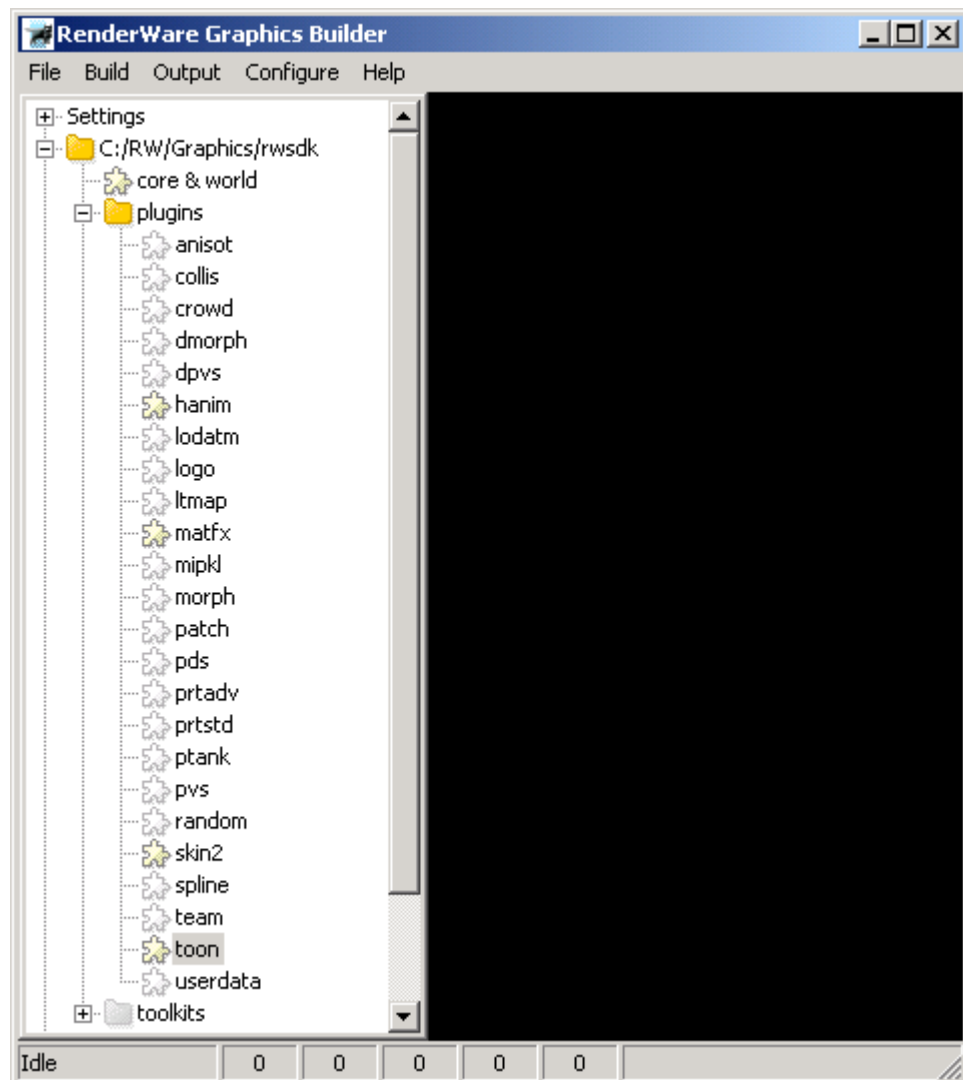 RenderWare Graphics Builder
File Build Output Configure Help
Settings
C:/RW/Graphics/rwsdk
core & world
plugins
anisot
collis
crowd
dmorph
dpvs
hanim
lodatm
logo
ltmap
matfx
mipkl
morph
patch
pds
prtadv
prtstd
ptank
pvs
random
skin2
spline
team
toon
userdata
toolkits
Idle 0 0 0 0 0